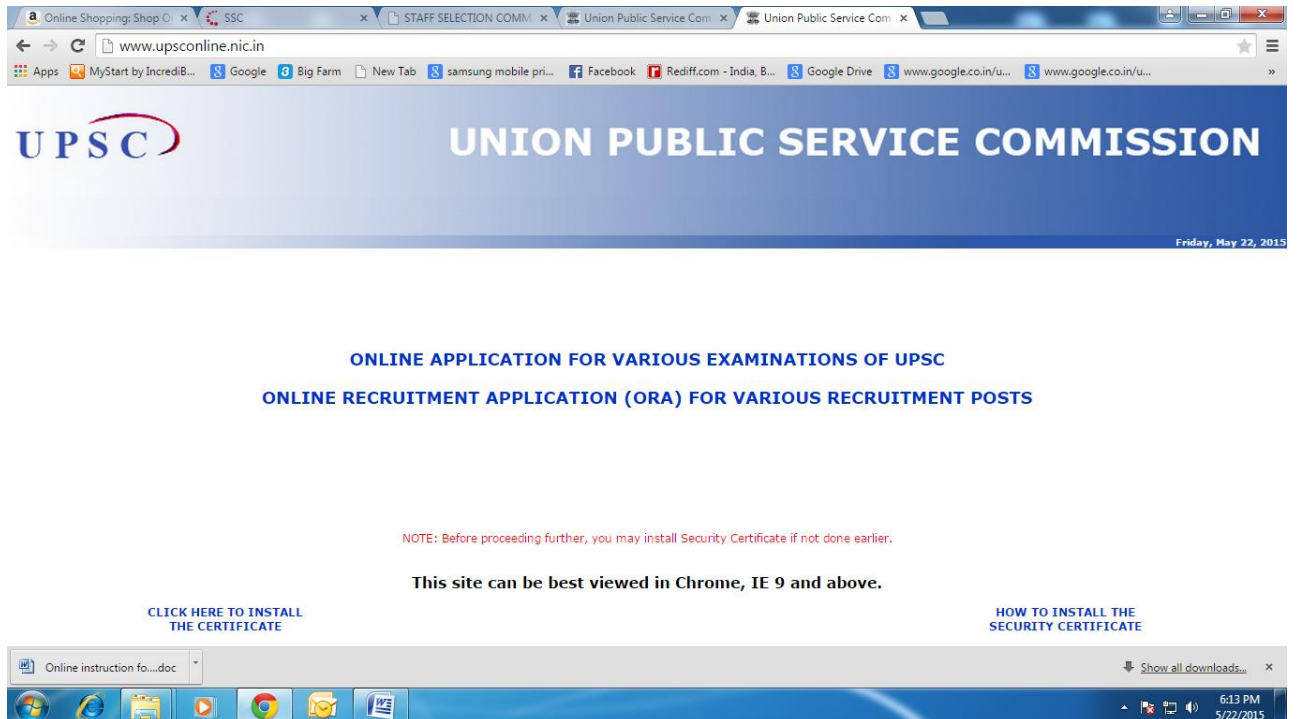 Online Shopping: Shop O
SSC
STAFF SELECTION COMM
Union Public Service Com
Union Public Service Com
www.upsconline.nic.in
Apps
MyStart by IncrediB...
Google
Big Farm
New Tab
samsung mobile pri...
Facebook
Rediff.com - India, B...
Google Drive
www.google.co.in/u...
www.google.co.in/u...
»
UPSC
UNION PUBLIC SERVICE COMMISSION
Friday, May 22, 2015
ONLINE APPLICATION FOR VARIOUS EXAMINATIONS OF UPSC
ONLINE RECRUITMENT APPLICATION (ORA) FOR VARIOUS RECRUITMENT POSTS
NOTE: Before proceeding further, you may install Security Certificate if not done earlier.
This site can be best viewed in Chrome, IE 9 and above.
CLICK HERE TO INSTALL
THE CERTIFICATE
HOW TO INSTALL THE
SECURITY CERTIFICATE
Online instruction fo....doc
Show all downloads...
6:13 PM
5/22/2015